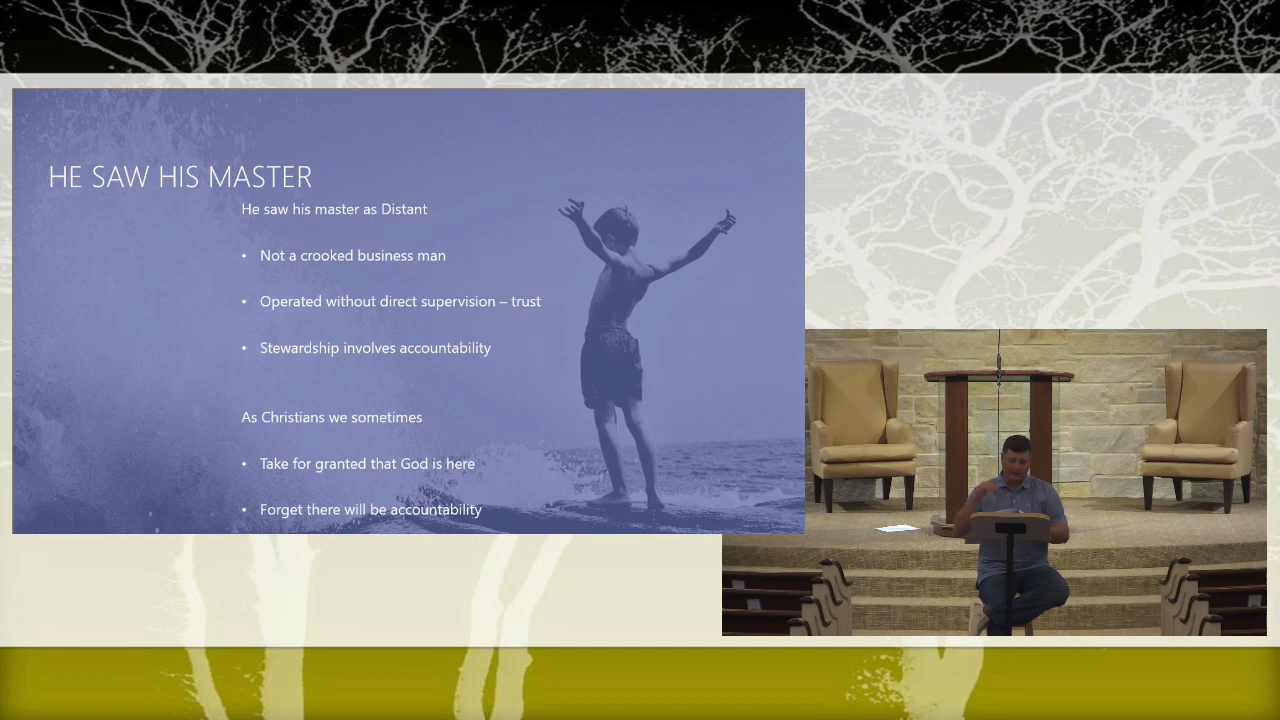 HE SAW HIS MASTER
He saw his master as Distant
• Not a crooked business man
• Operated without direct supervision – trust
• Stewardship involves accountability
As Christians we sometimes
• Take for granted that God is here
• Forget there will be accountability